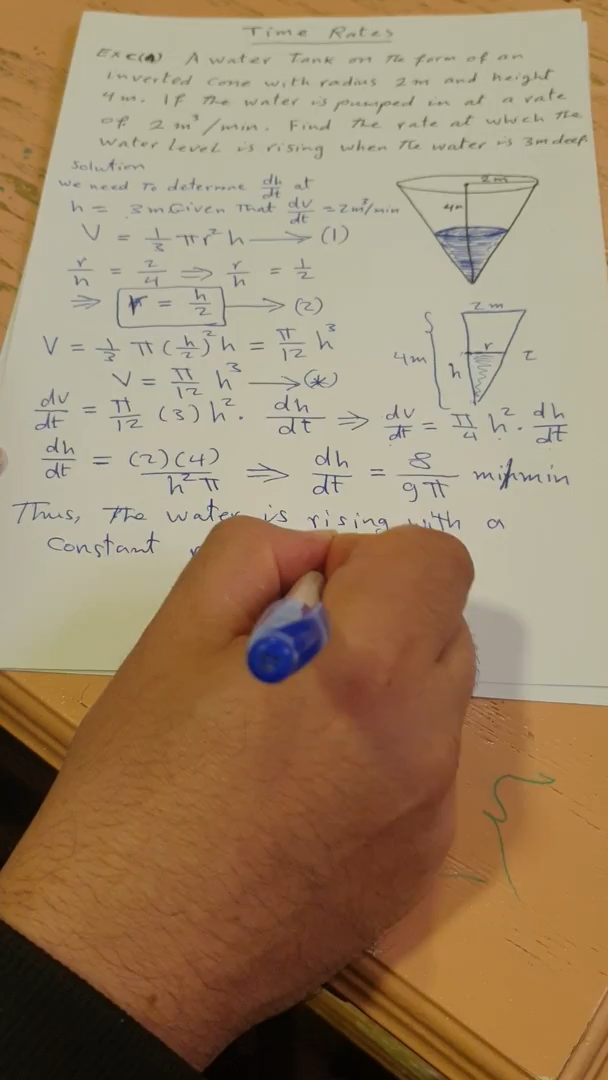 Time Rates
Ex A water Tank on the form of an
inverted cone with radius 2m and height
4m. If the water is pumped in at a rate
of 2 m³/min. Find the rate at which the
water level is rising when the water is 3m deep
Solution
we need To determine dh/dt at
h = 3m Given That dv/dt = 2m³/min
V = 1/3 πr² h ⟶ (1)
r/h = 2/4 ⇒ r/h = 1/2
⇒ r = h/2 ⟶ (2)
V = 1/3 π (h/2)² h = π/12 h³
V = π/12 h³ ⟶ (*)
dv/dt = π/12 (3) h² · dh/dt ⇒ dv/dt = π/4 h² · dh/dt
dh/dt = (2)(4)/h²π ⇒ dh/dt = 8/9π m/min
Thus, The water is rising with a
Constant
2m
4m
2m
4m
r
h